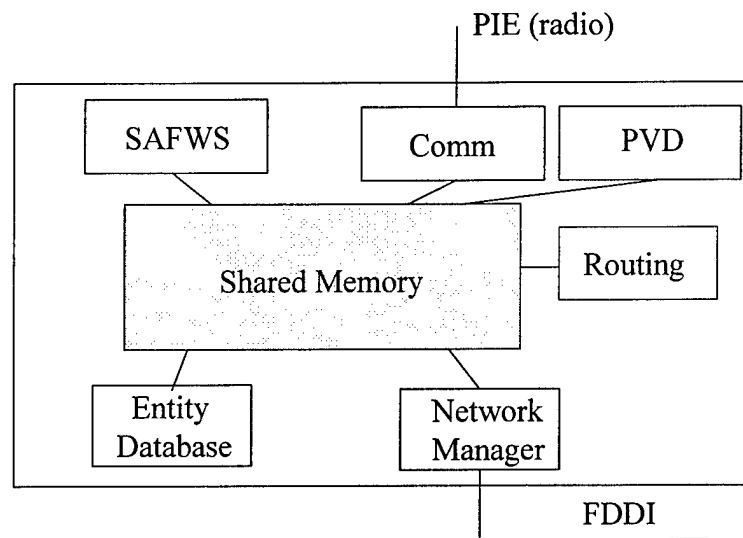 PIE (radio)
SAFWS
Comm
PVD
Shared Memory
Routing
Entity
Database
Network
Manager
FDDI